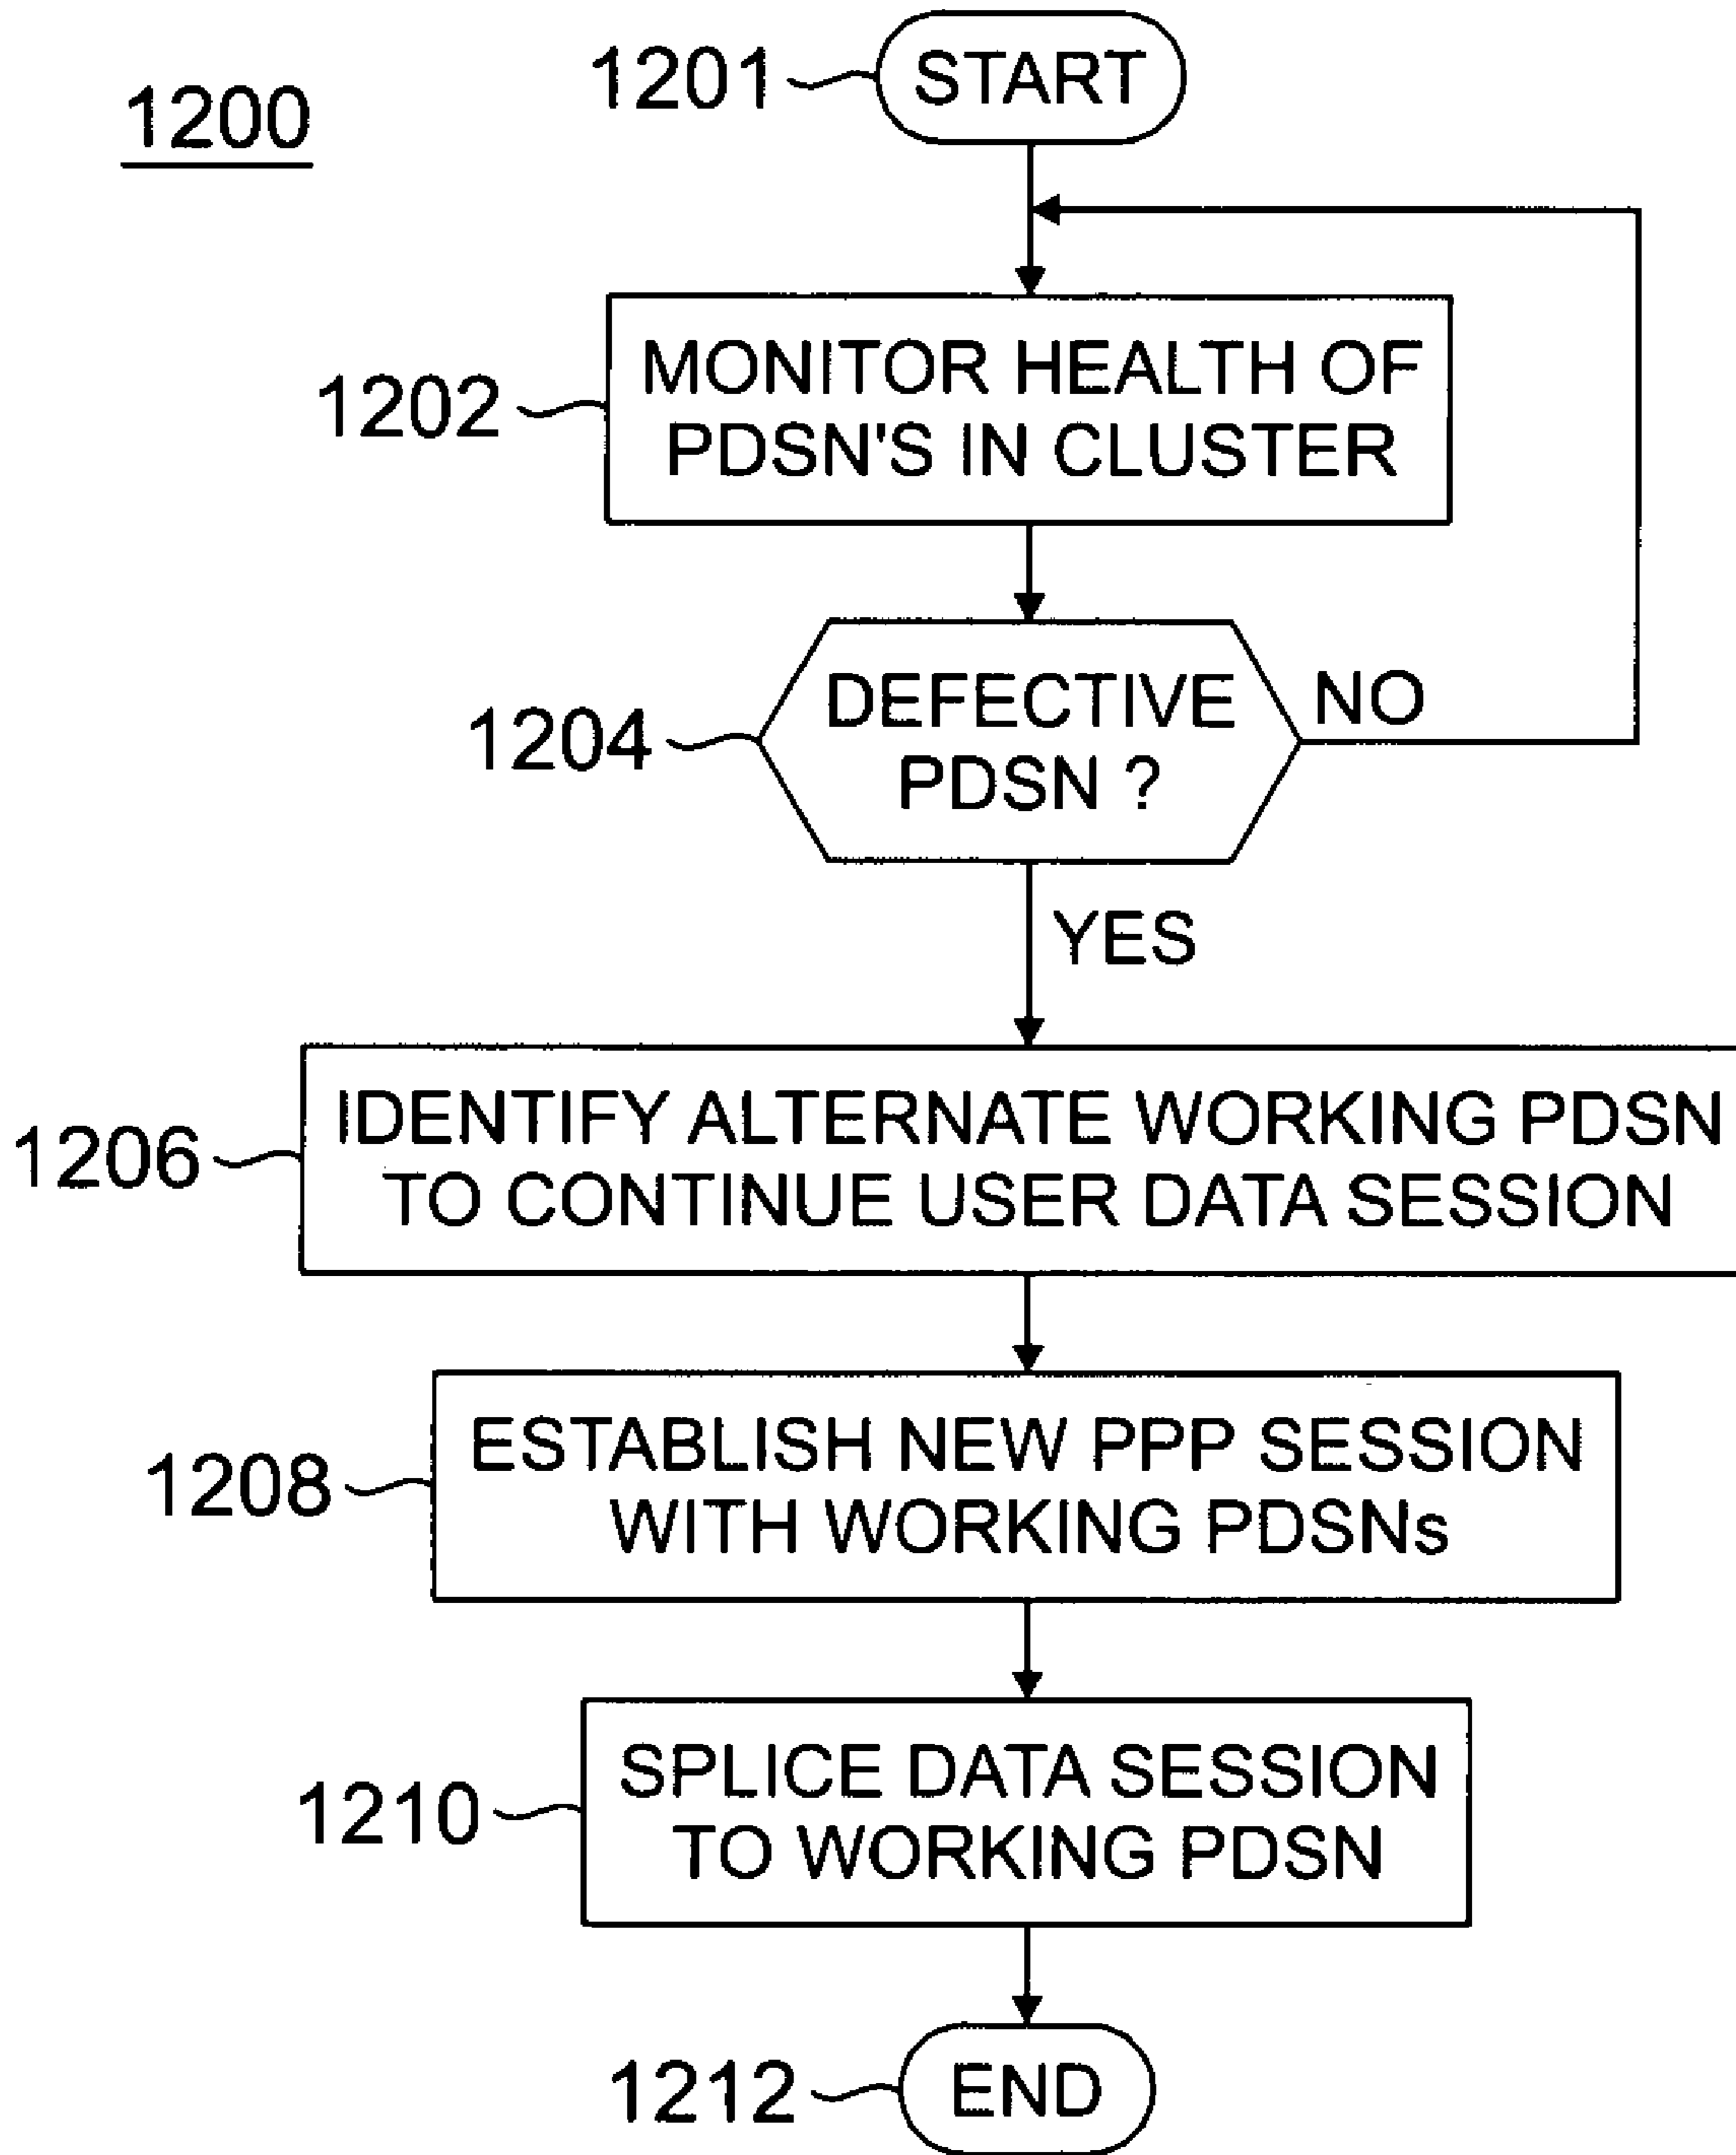 1200
1201
START
1202
MONITOR HEALTH OF
PDSN'S IN CLUSTER
1204
DEFECTIVE
PDSN ?
NO
YES
1206
IDENTIFY ALTERNATE WORKING PDSN
TO CONTINUE USER DATA SESSION
1208
ESTABLISH NEW PPP SESSION
WITH WORKING PDSNs
1210
SPLICE DATA SESSION
TO WORKING PDSN
1212
END